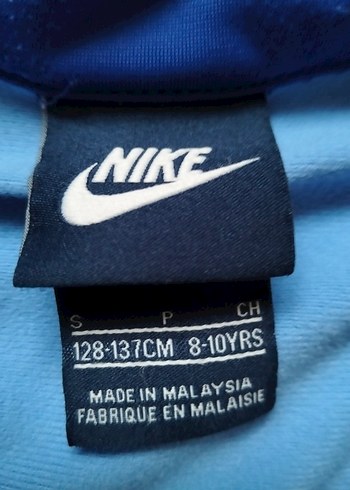 NIKE
S P CH
128-137CM 8-10YRS
MADE IN MALAYSIA
FABRIQUE EN MALAISIE